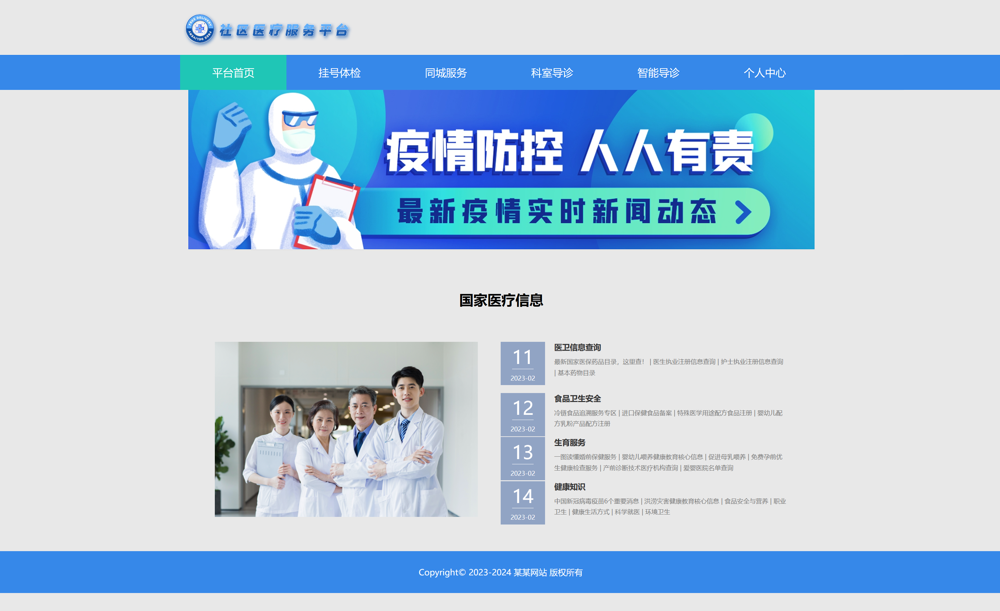 FREE DELIVERY FREE DELIVERY
社区医疗服务平台
平台首页 挂号体检 同城服务 科室导诊 智能导诊 个人中心
疫情防控 人人有责
最新疫情实时新闻动态
国家医疗信息
11
2023-02
医卫信息查询
最新国家医保药品目录，这里查！ | 医生执业注册信息查询 | 护士执业注册信息查询
| 基本药物目录
12
2023-02
食品卫生安全
冷链食品追溯服务专区 | 进口保健食品备案 | 特殊医学用途配方食品注册 | 婴幼儿配
方乳粉产品配方注册
13
2023-02
生育服务
一图读懂婚前保健服务 | 婴幼儿喂养健康教育核心信息 | 促进母乳喂养 | 免费孕前优
生健康检查服务 | 产前诊断技术医疗机构查询 | 爱婴医院名单查询
14
2023-02
健康知识
中国新冠病毒疫苗6个重要消息 | 洪涝灾害健康教育核心信息 | 食品安全与营养 | 职业
卫生 | 健康生活方式 | 科学就医 | 环境卫生
Copyright© 2023-2024 某某网站 版权所有